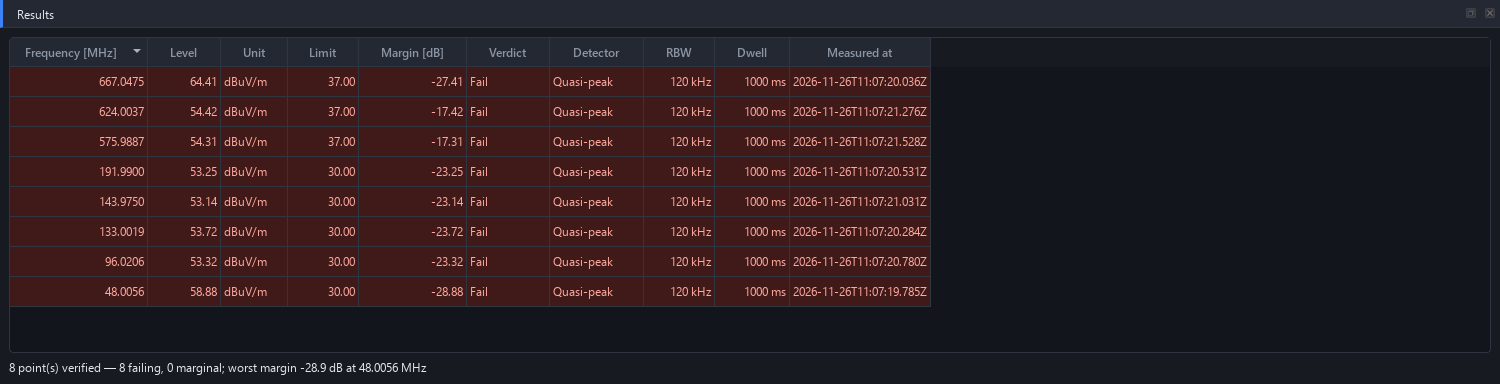 Results
Frequency [MHz] Level Unit Limit Margin [dB] Verdict Detector RBW Dwell Measured at
667.0475 64.41 dBuV/m 37.00 -27.41 Fail Quasi-peak 120 kHz 1000 ms 2026-11-26T11:07:20.036Z
624.0037 54.42 dBuV/m 37.00 -17.42 Fail Quasi-peak 120 kHz 1000 ms 2026-11-26T11:07:21.276Z
575.9887 54.31 dBuV/m 37.00 -17.31 Fail Quasi-peak 120 kHz 1000 ms 2026-11-26T11:07:21.528Z
191.9900 53.25 dBuV/m 30.00 -23.25 Fail Quasi-peak 120 kHz 1000 ms 2026-11-26T11:07:20.531Z
143.9750 53.14 dBuV/m 30.00 -23.14 Fail Quasi-peak 120 kHz 1000 ms 2026-11-26T11:07:21.031Z
133.0019 53.72 dBuV/m 30.00 -23.72 Fail Quasi-peak 120 kHz 1000 ms 2026-11-26T11:07:20.284Z
96.0206 53.32 dBuV/m 30.00 -23.32 Fail Quasi-peak 120 kHz 1000 ms 2026-11-26T11:07:20.780Z
48.0056 58.88 dBuV/m 30.00 -28.88 Fail Quasi-peak 120 kHz 1000 ms 2026-11-26T11:07:19.785Z
8 point(s) verified — 8 failing, 0 marginal; worst margin -28.9 dB at 48.0056 MHz